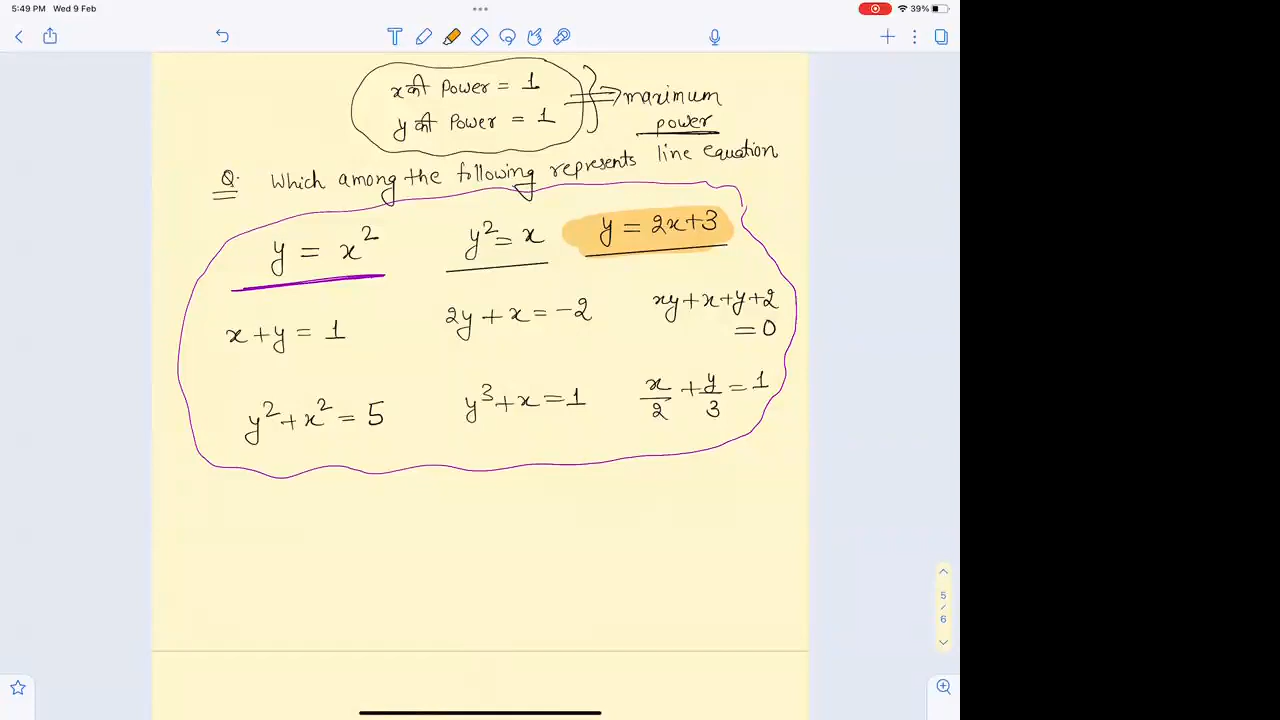 5:49 PM Wed 9 Feb
39%
x की Power = 1
y की Power = 1
maximum
power
Q. Which among the following represents line equation
y = x²
y² = x
y = 2x+3
x+y = 1
2y+x = -2
xy+x+y+2
= 0
y²+x² = 5
y³+x = 1
x/2 + y/3 = 1
5
/
6